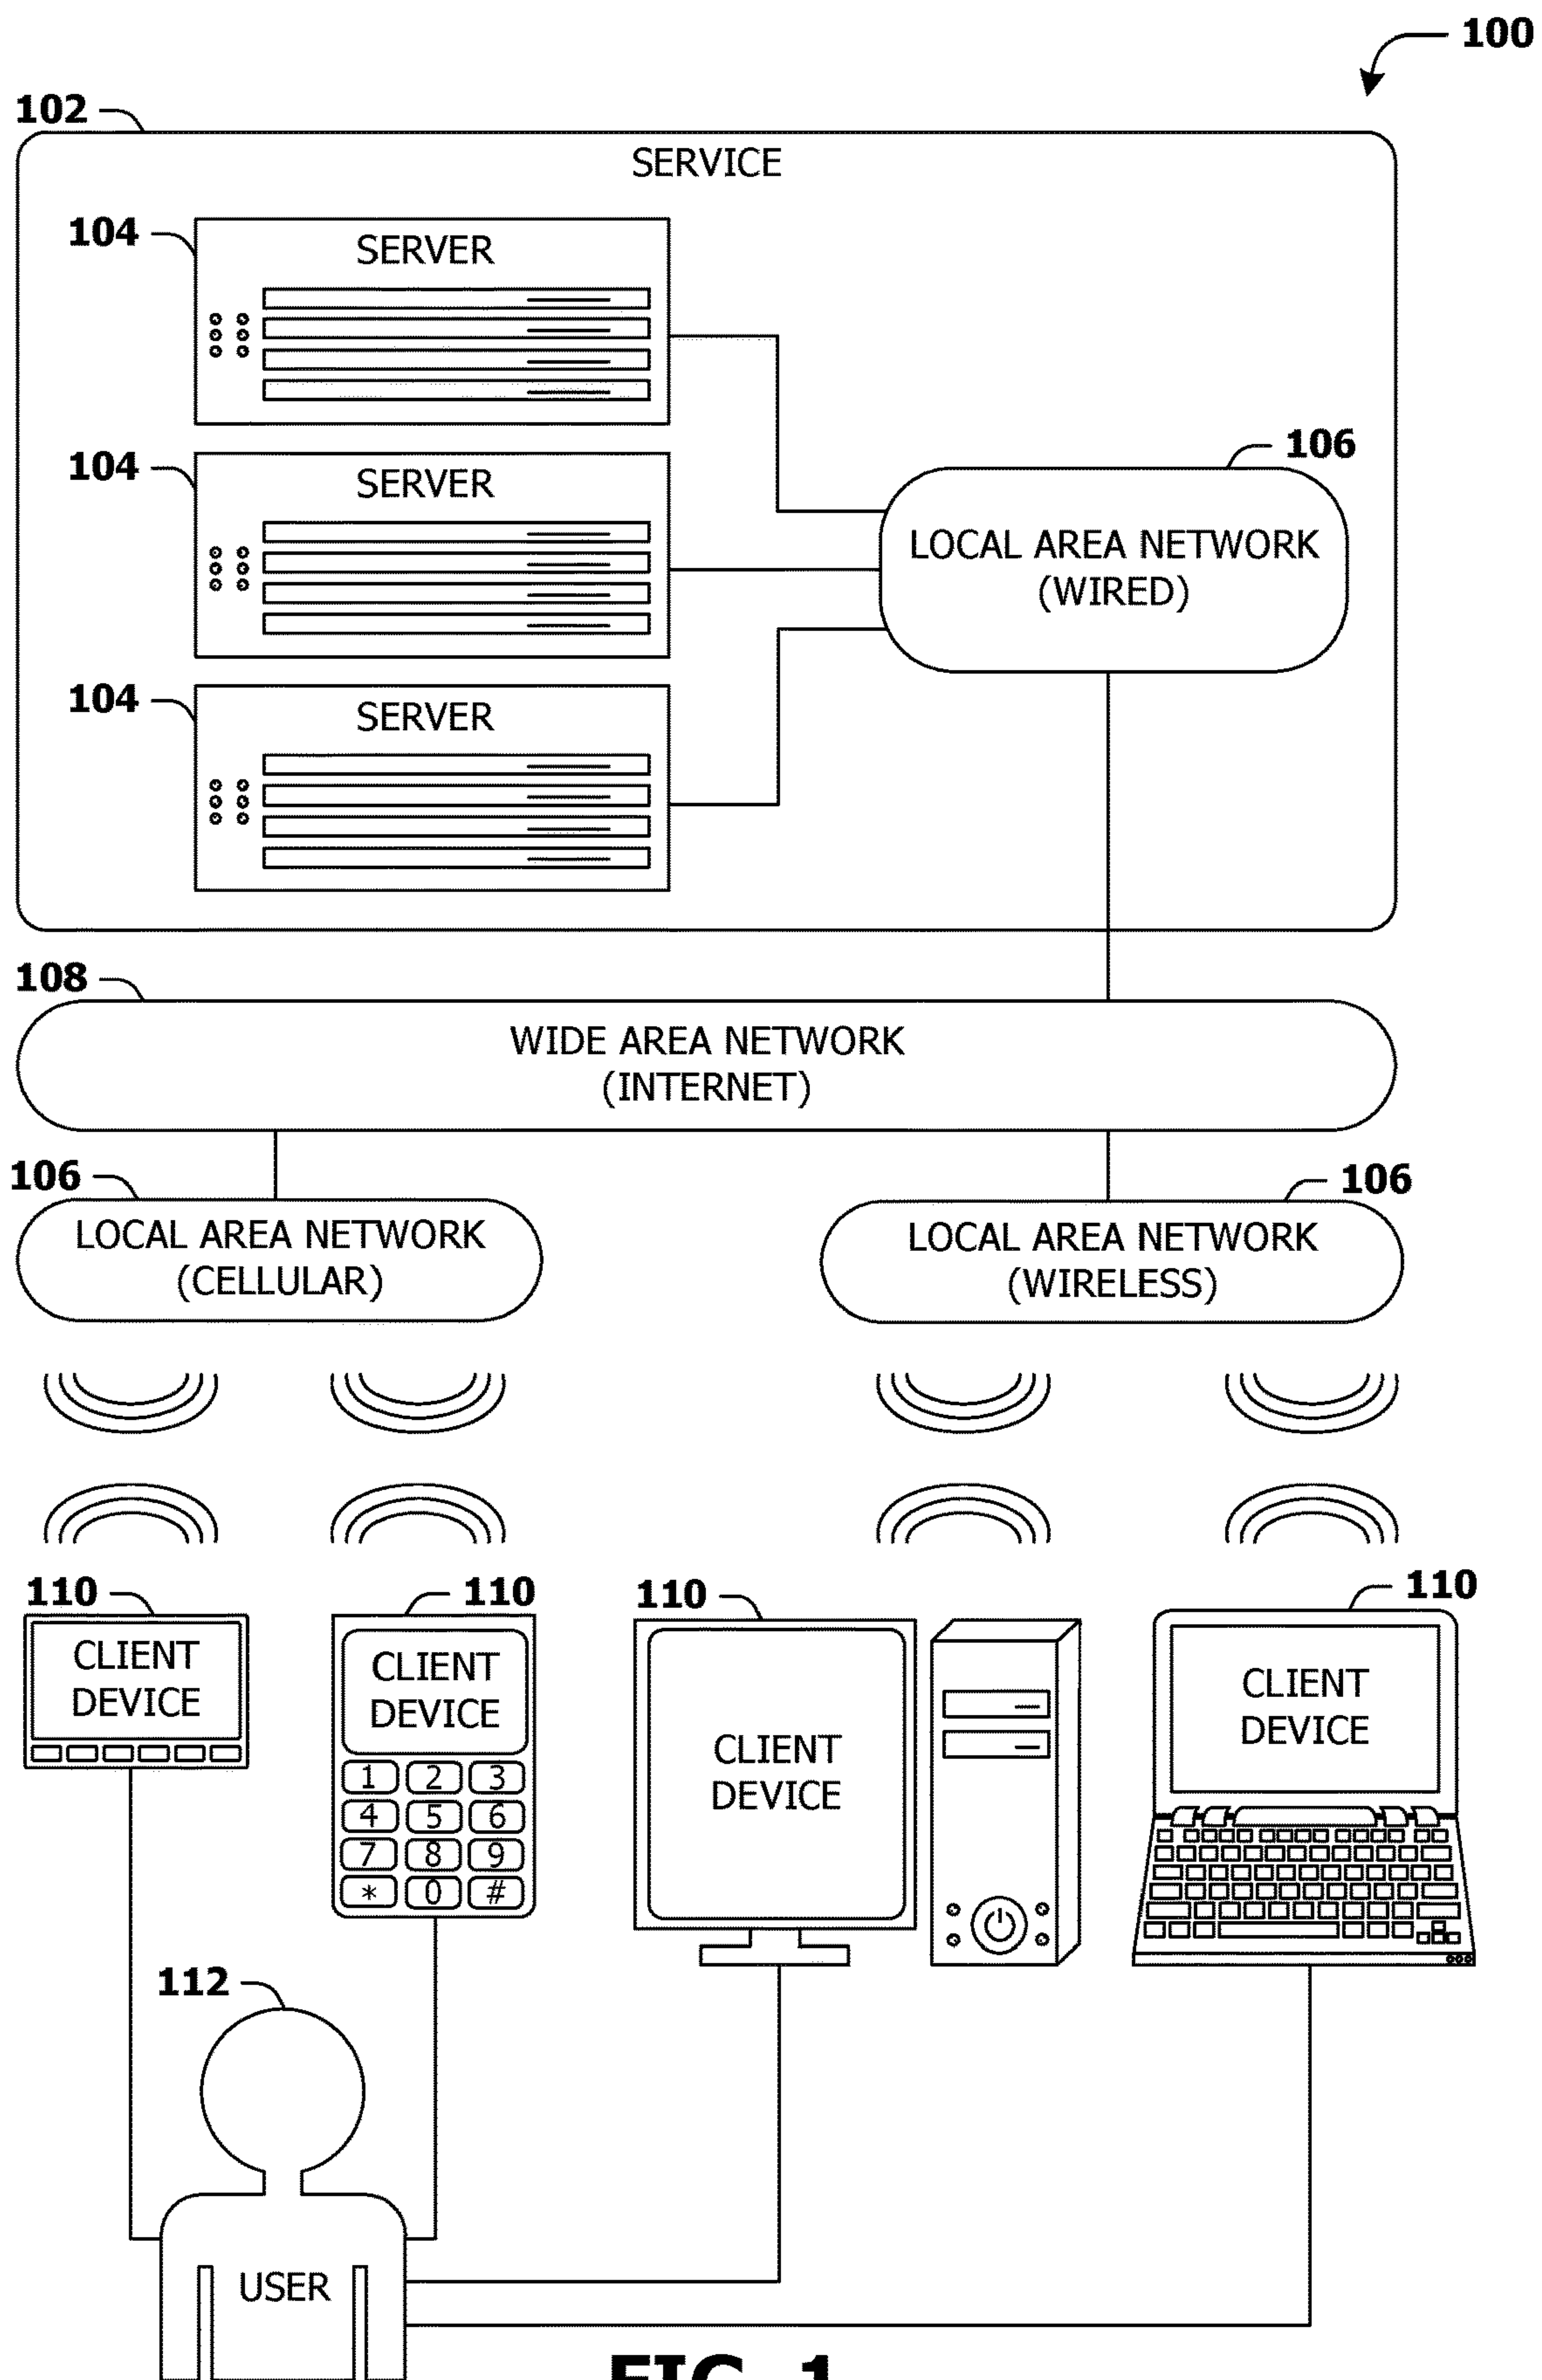 100
102
SERVICE
104
SERVER
106
LOCAL AREA NETWORK
(WIRED)
104
SERVER
104
SERVER
108
WIDE AREA NETWORK
(INTERNET)
106
LOCAL AREA NETWORK
(CELLULAR)
106
LOCAL AREA NETWORK
(WIRELESS)
110
CLIENT
DEVICE
110
CLIENT
DEVICE
1 2 3
4 5 6
7 8 9
* 0 #
110
CLIENT
DEVICE
110
CLIENT
DEVICE
112
USER
FIG. 1